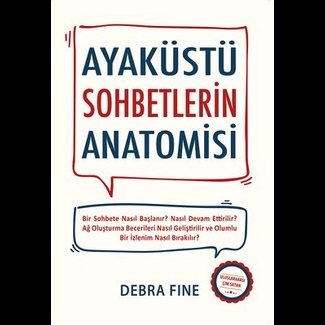 AYAKÜSTÜ
SOHBETLERİN
ANATOMİSİ
Bir Sohbete Nasıl Başlanır? Nasıl Devam Ettirilir?
Ağ Oluşturma Becerileri Nasıl Geliştirilir ve Olumlu
Bir İzlenim Nasıl Bırakılır?
ULUSLARARASI
ÇOK SATAN
DEBRA FINE